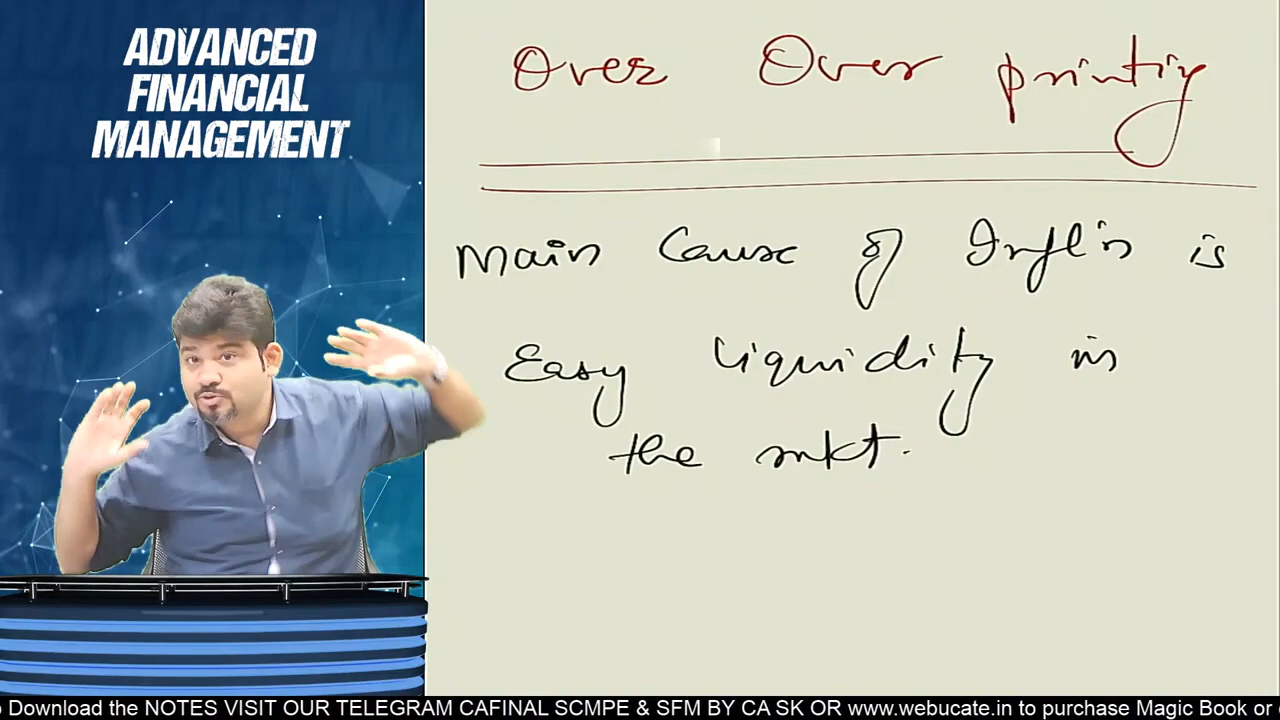 ADVANCED
FINANCIAL
MANAGEMENT
Over Over printing
Main Cause of Infl'n is
Easy liquidity in
the mkt.
o Download the NOTES VISIT OUR TELEGRAM CAFINAL SCMPE & SFM BY CA SK OR www.webucate.in to purchase Magic Book or